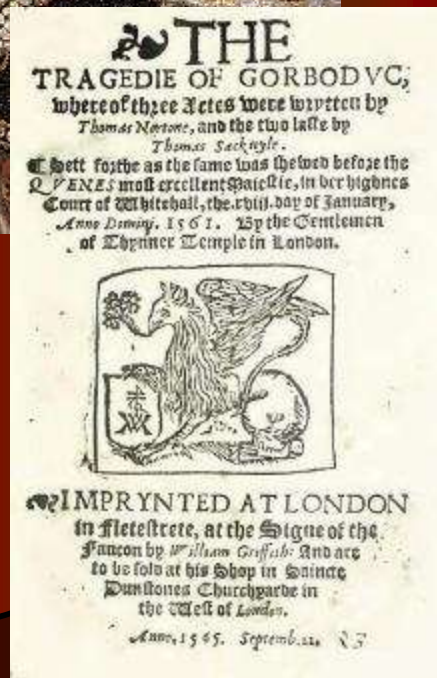 THE
TRAGEDIE OF GORBODVC,
whereof three Actes were wrytten by
Thomas Nortone, and the two laste by
Thomas Sackuyle.
Sett forthe as the same was shewed before the
QVENES most excellent Maiestie, in her highnes
Court of Whitehall, the .xviii. day of January,
Anno Domini. 1561. By the Gentlemen
of Thynner Temple in London.
IMPRYNTED AT LONDON
in Fletestrete, at the Signe of the
Faucon by William Griffith: And are
to be sold at his Shop in Saincte
Dunstones Churchyarde in
the West of London.
Anno, 1565. Septemb. 22.